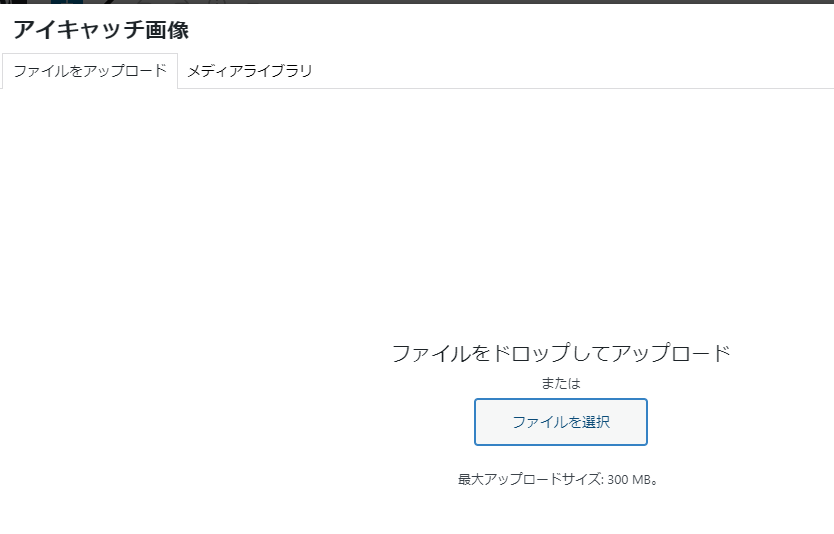 アイキャッチ画像
ファイルをアップロード
メディアライブラリ
ファイルをドロップしてアップロード
または
ファイルを選択
最大アップロードサイズ: 300 MB。